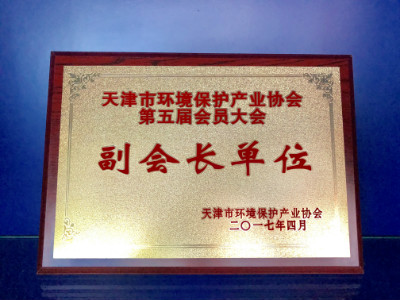 天津市环境保护产业协会
第五届会员大会
副会长单位
天津市环境保护产业协会
二〇一七年四月